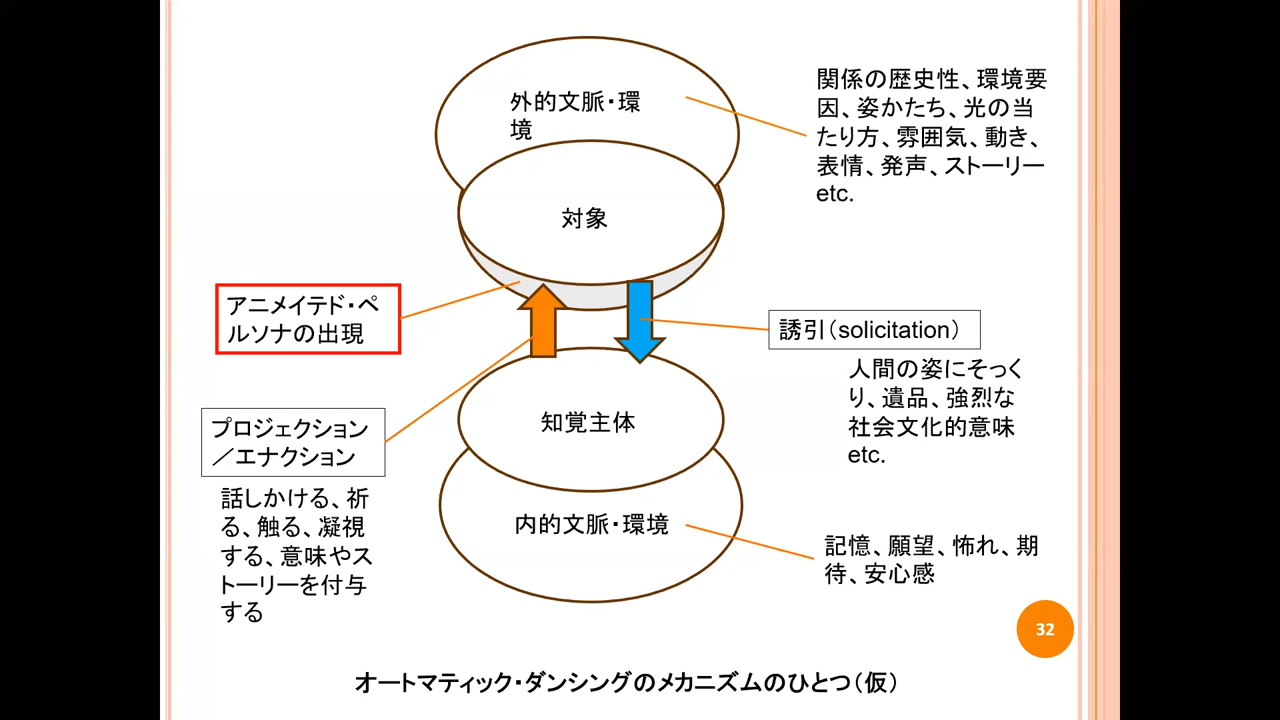 外的文脈・環
境
関係の歴史性、環境要
因、姿かたち、光の当
たり方、雰囲気、動き、
表情、発声、ストーリー
etc.
対象
アニメイテド・ペ
ルソナの出現
誘引（solicitation）
人間の姿にそっく
り、遺品、強烈な
社会文化的意味
etc.
プロジェクション
／エナクション
話しかける、祈
る、触る、凝視
する、意味やス
トーリーを付与
する
知覚主体
内的文脈・環境
記憶、願望、怖れ、期
待、安心感
32
オートマティック・ダンシングのメカニズムのひとつ（仮）